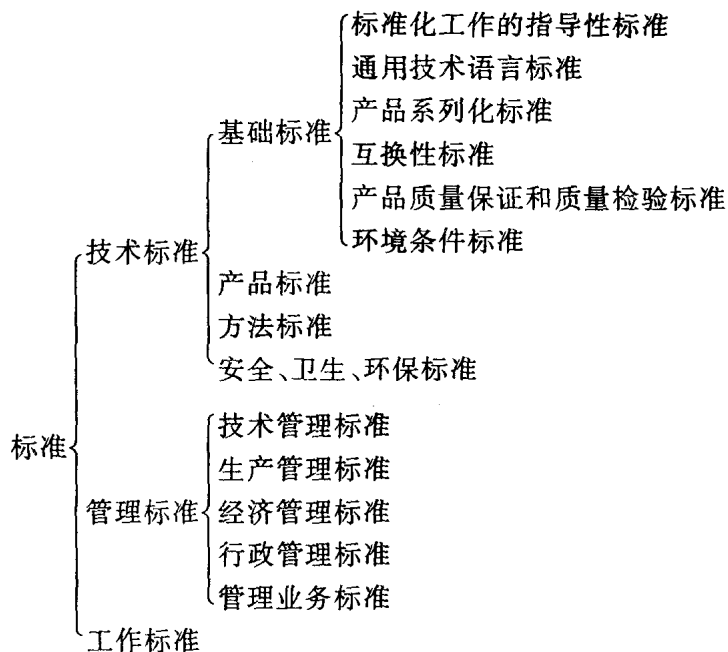 标准化工作的指导性标准
通用技术语言标准
产品系列化标准
基础标准
互换性标准
产品质量保证和质量检验标准
环境条件标准
技术标准
产品标准
方法标准
安全、卫生、环保标准
技术管理标准
标准
生产管理标准
管理标准
经济管理标准
行政管理标准
管理业务标准
工作标准